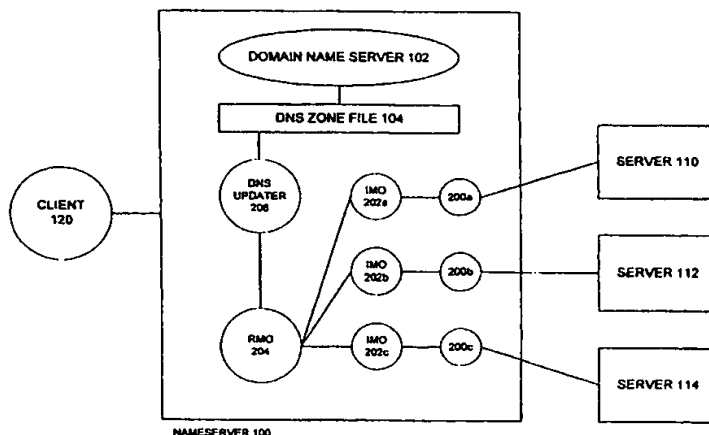 DOMAIN NAME SERVER 102
DNS ZONE FILE 104
DNS
UPDATER
206
CLIENT
120
IMO
202a
200a
SERVER 110
IMO
202b
200b
SERVER 112
RMO
204
IMO
202c
200c
SERVER 114
NAMESERVER 100